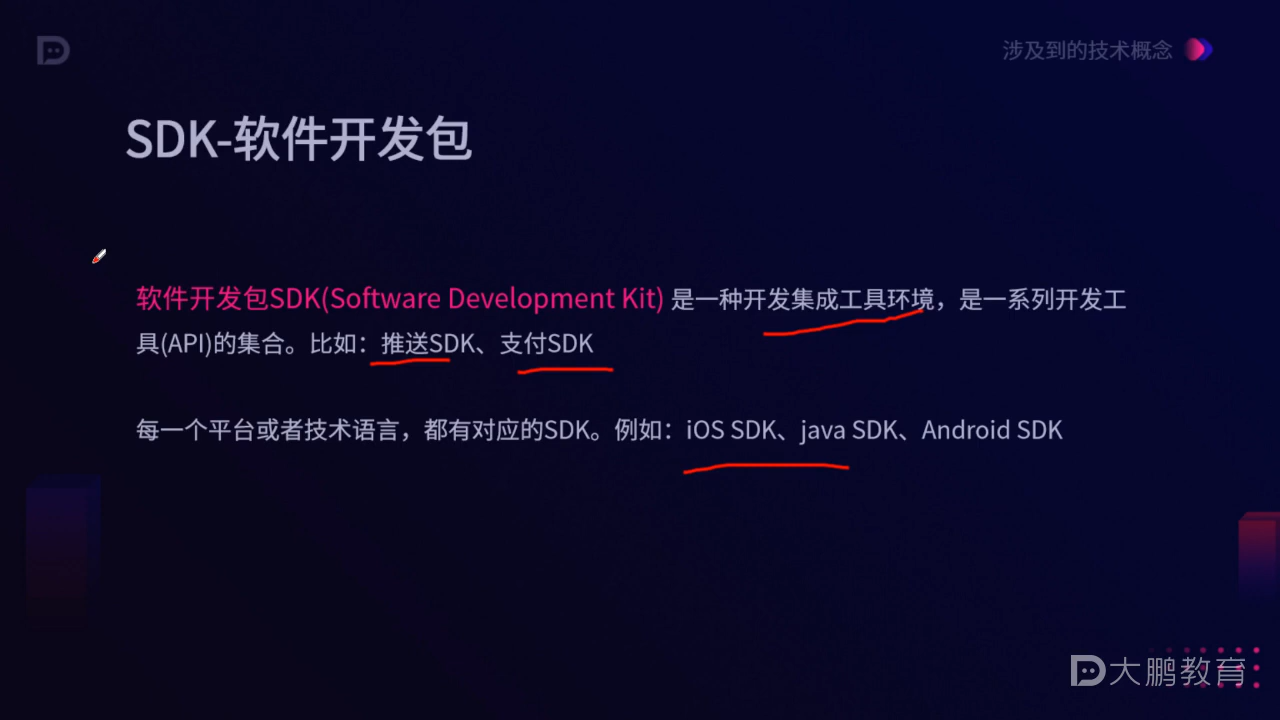 涉及到的技术概念
SDK-软件开发包
软件开发包SDK(Software Development Kit) 是一种开发集成工具环境，是一系列开发工
具(API)的集合。比如：推送SDK、支付SDK
每一个平台或者技术语言，都有对应的SDK。例如：iOS SDK、java SDK、Android SDK
大鹏教育